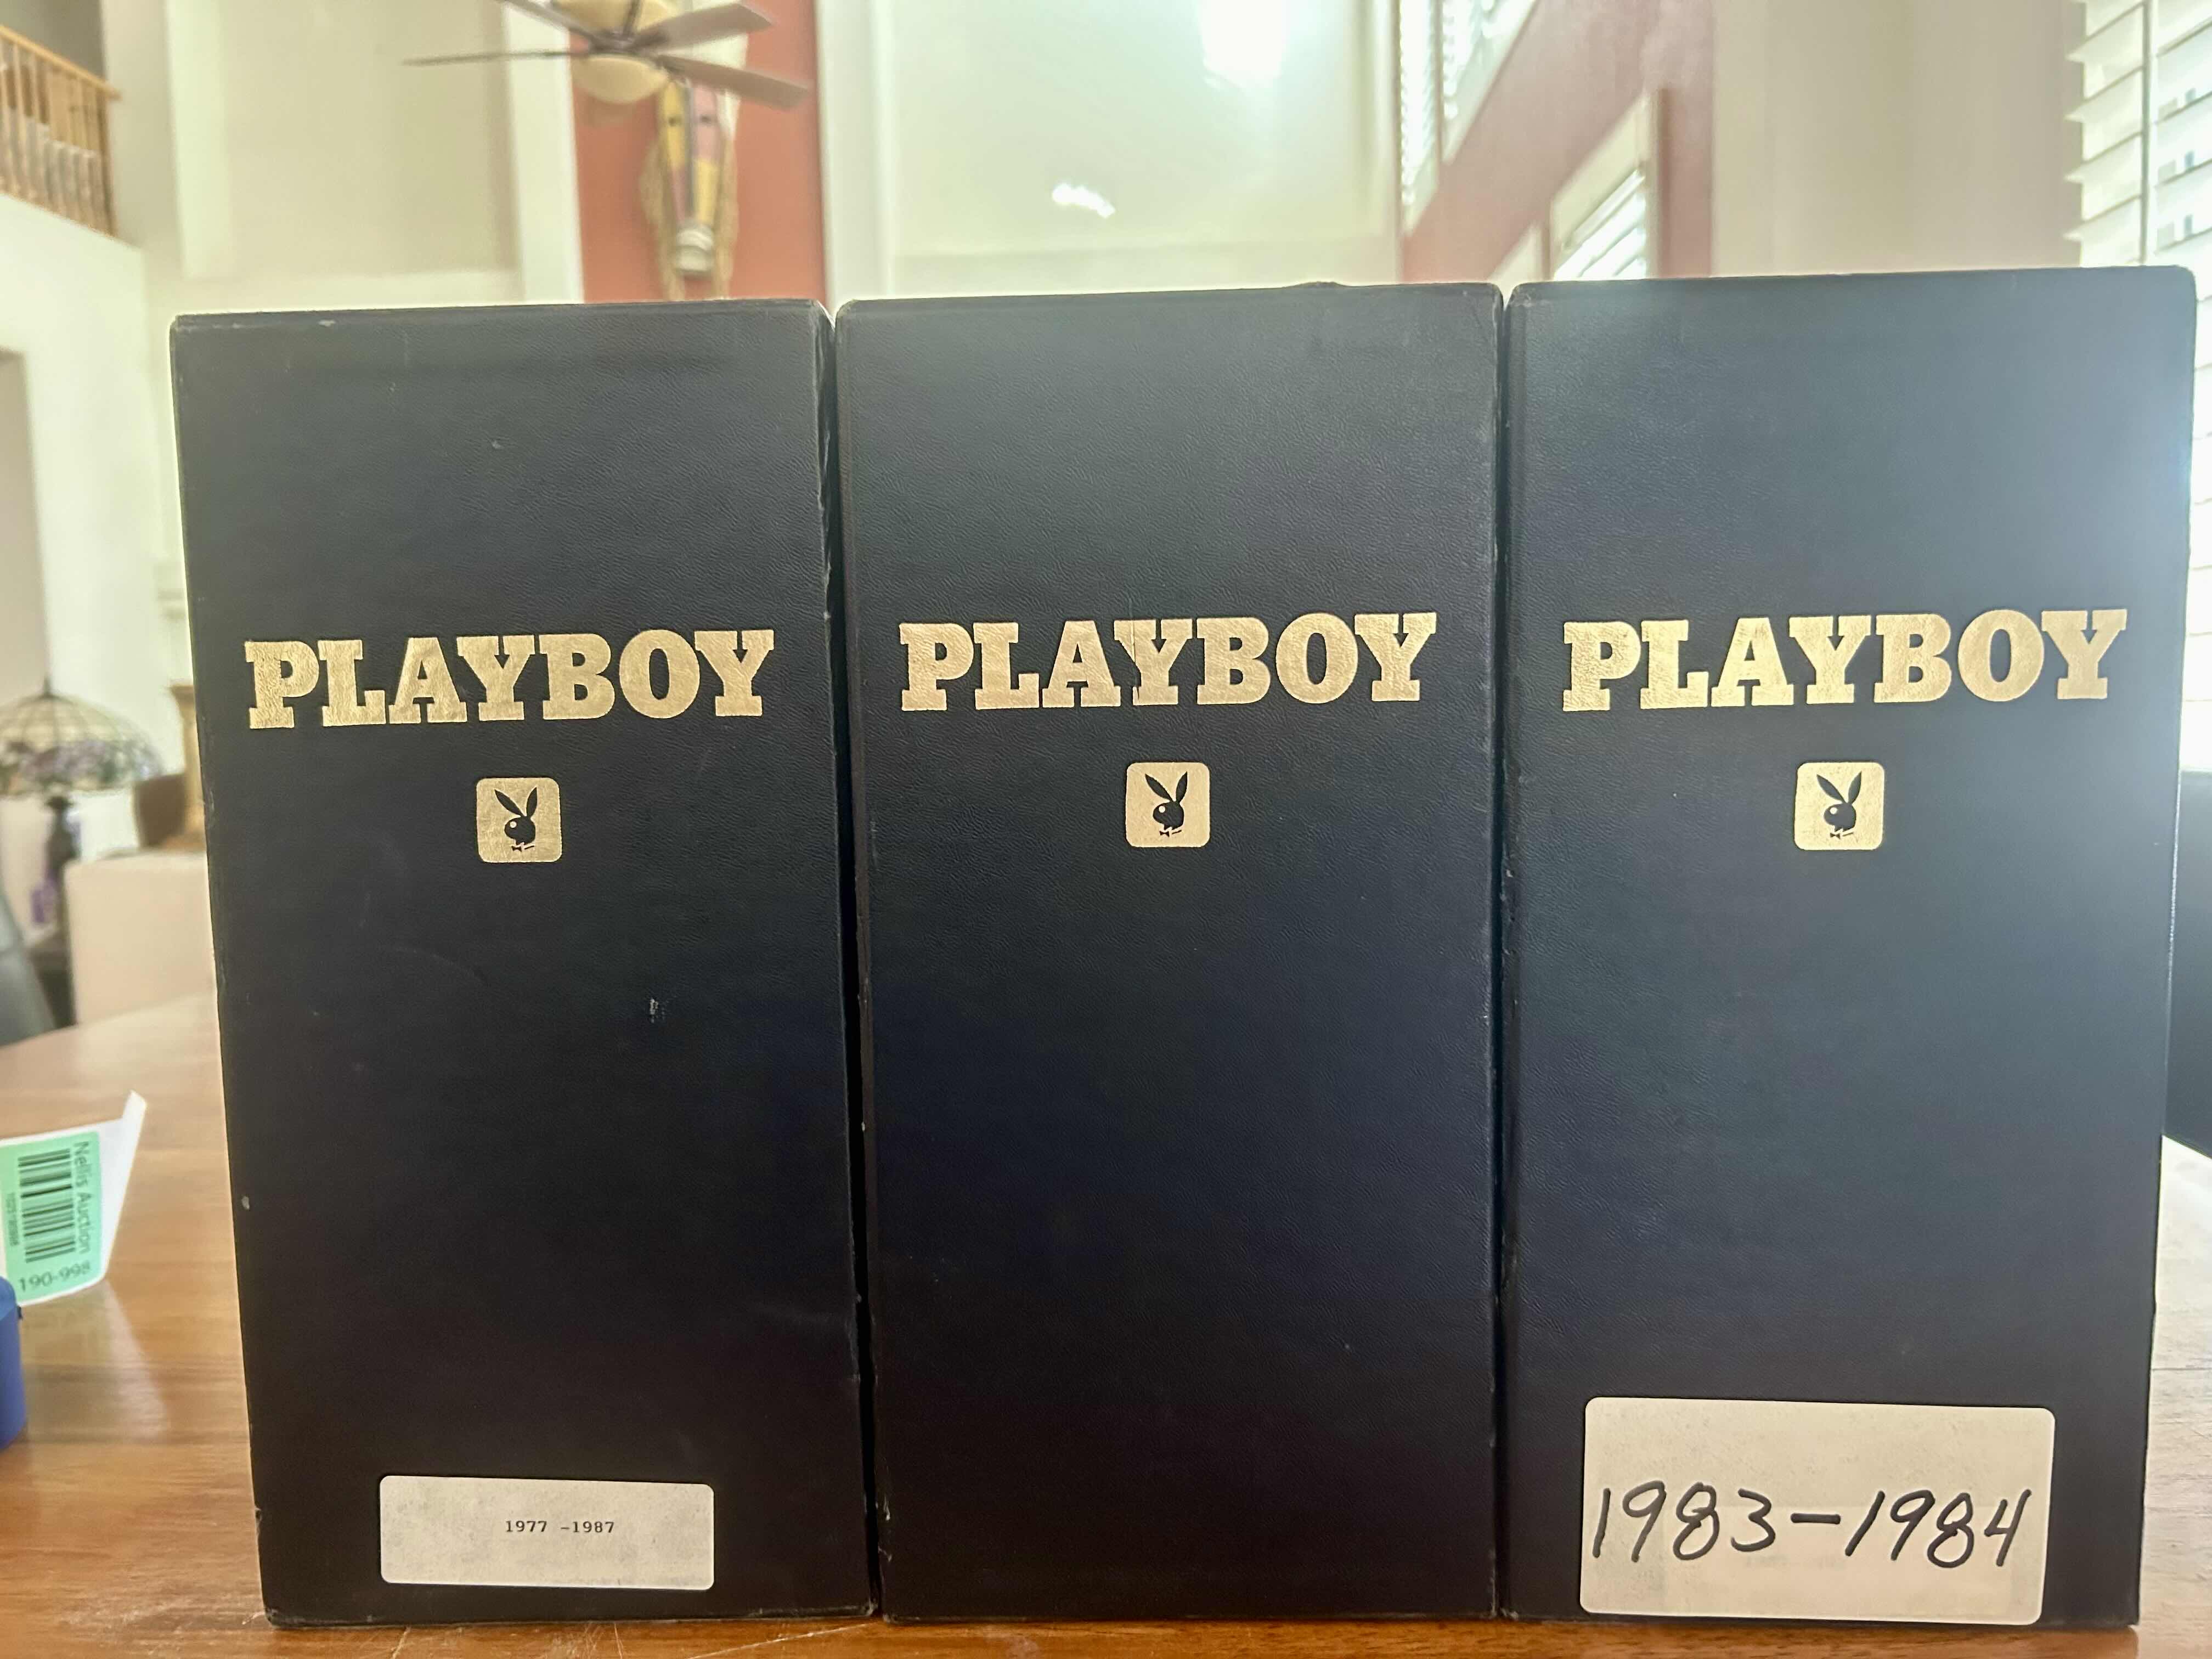 PLAYBOY
PLAYBOY
PLAYBOY
1977 -1987
1983-1984
Nellis Auction
190-998